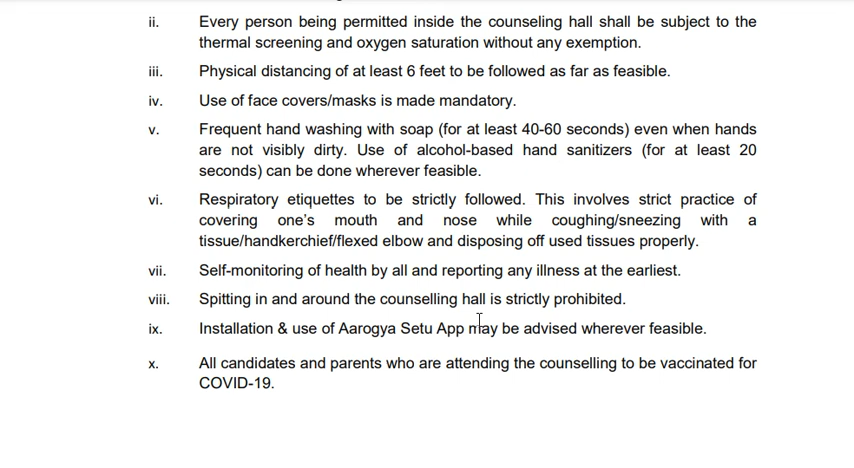 ii. Every person being permitted inside the counseling hall shall be subject to the
thermal screening and oxygen saturation without any exemption.
iii. Physical distancing of at least 6 feet to be followed as far as feasible.
iv. Use of face covers/masks is made mandatory.
v. Frequent hand washing with soap (for at least 40-60 seconds) even when hands
are not visibly dirty. Use of alcohol-based hand sanitizers (for at least 20
seconds) can be done wherever feasible.
vi. Respiratory etiquettes to be strictly followed. This involves strict practice of
covering one's mouth and nose while coughing/sneezing with a
tissue/handkerchief/flexed elbow and disposing off used tissues properly.
vii. Self-monitoring of health by all and reporting any illness at the earliest.
viii. Spitting in and around the counselling hall is strictly prohibited.
ix. Installation & use of Aarogya Setu App may be advised wherever feasible.
x. All candidates and parents who are attending the counselling to be vaccinated for
COVID-19.